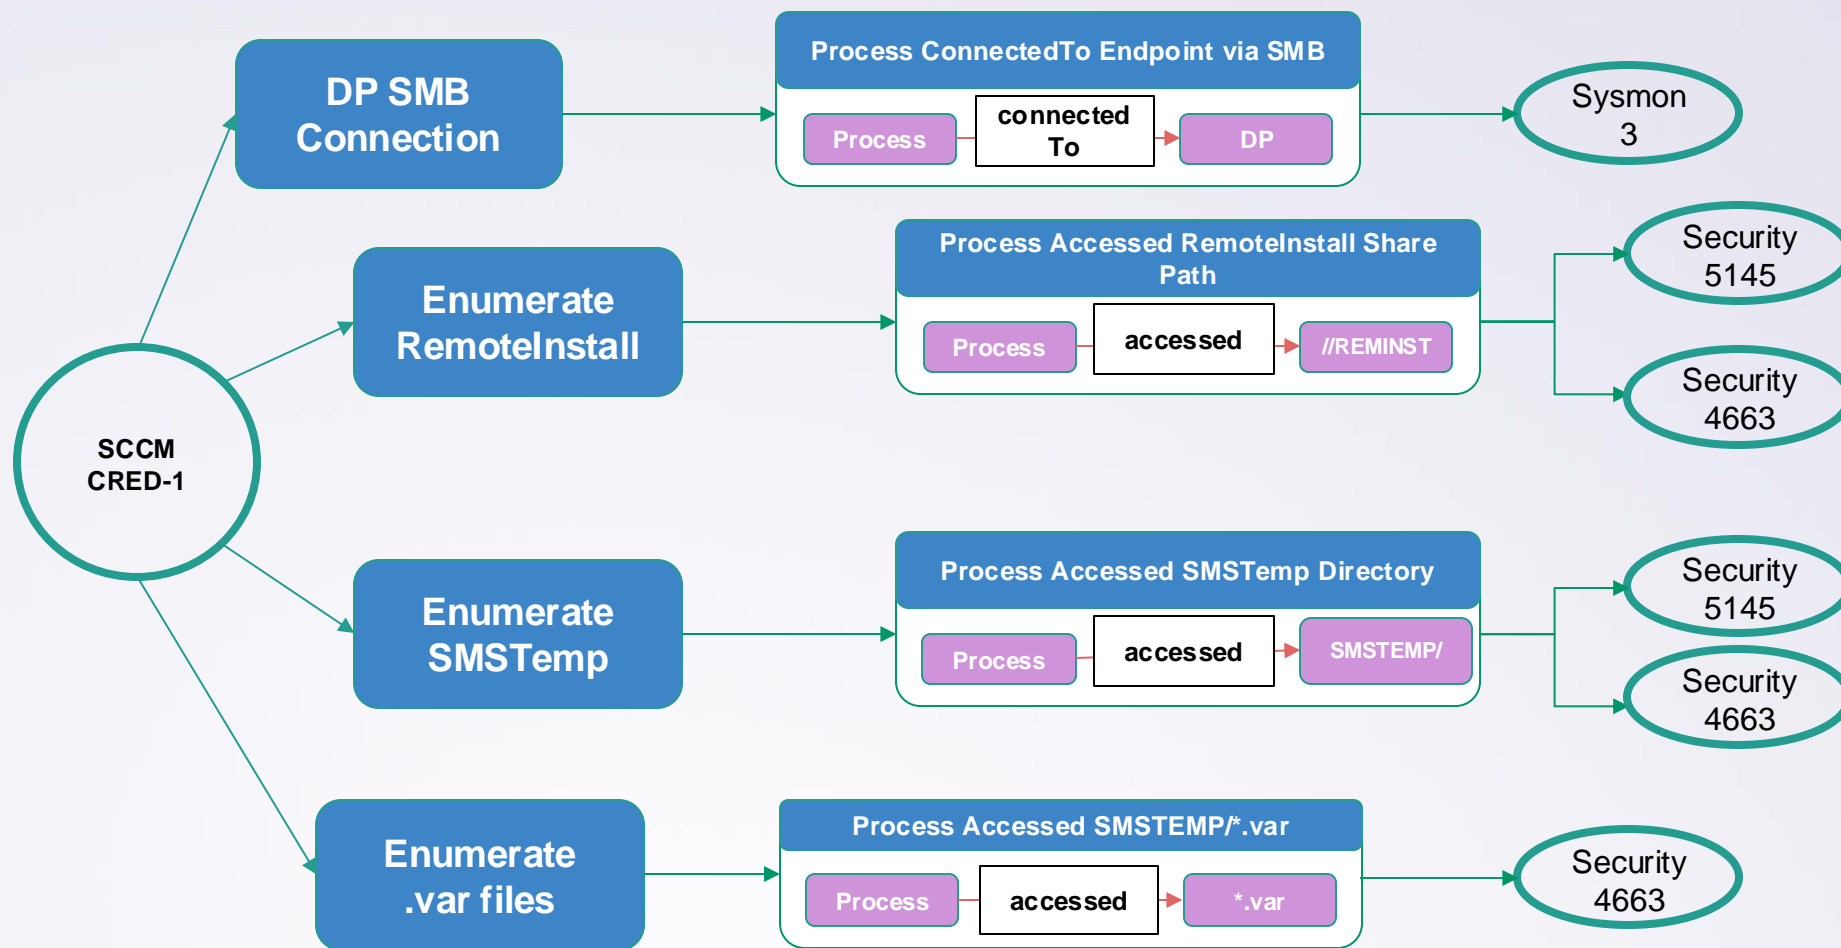 SCCM
CRED-1
DP SMB
Connection
Process ConnectedTo Endpoint via SMB
Process
connected
To
DP
Sysmon
3
Enumerate
RemoteInstall
Process Accessed RemoteInstall Share
Path
Process
accessed
//REMINST
Security
5145
Security
4663
Enumerate
SMSTemp
Process Accessed SMSTemp Directory
Process
accessed
SMSTEMP/
Security
5145
Security
4663
Enumerate
.var files
Process Accessed SMSTEMP/*.var
Process
accessed
*.var
Security
4663